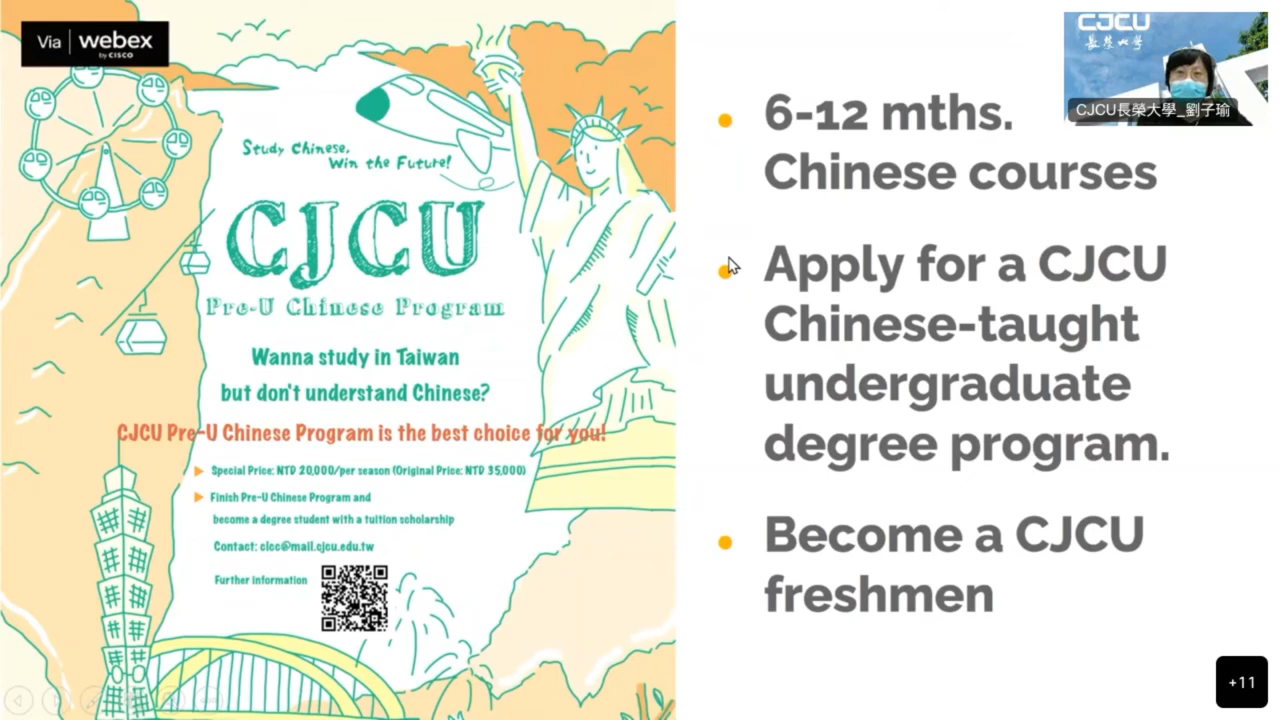 Via webex
by CISCO
Study Chinese,
Win the Future!
CJCU
Pre-U Chinese Program
Wanna study in Taiwan
but don't understand Chinese?
CJCU Pre-U Chinese Program is the best choice for you!
Special Price: NTD 20,000/per season (Original Price: NTD 35,000)
Finish Pre-U Chinese Program and
become a degree student with a tuition scholarship
Contact: clcc@mail.cjcu.edu.tw
Further information
6-12 mths.
Chinese courses
Apply for a CJCU
Chinese-taught
undergraduate
degree program.
Become a CJCU
freshmen
CJCU
長榮大學
CJCU長榮大學_劉子瑜
+11